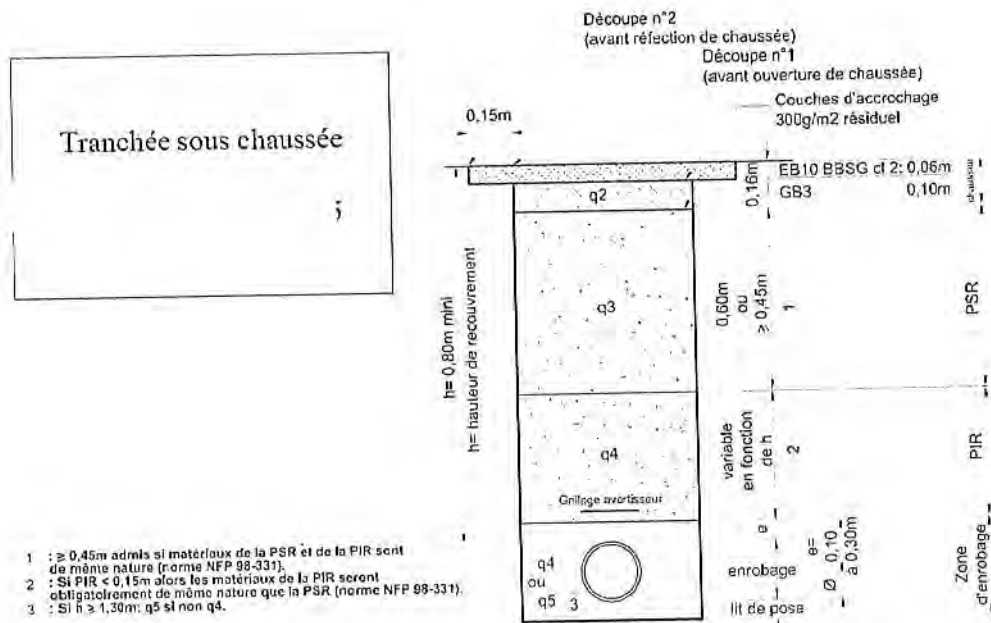 Découpe n°2
(avant réfection de chaussée)
Découpe n°1
(avant ouverture de chaussée)
Couches d'accrochage
300g/m2 résiduel
Tranchée sous chaussée
;
0,15m
EB10 BBSG cl 2: 0,06m
GB3 0,10m
0,16m
chaussée
q2
h= 0,80m mini
h= hauteur de recouvrement
q3
0,60m
ou
≥ 0,45m
1
PSR
q4
variable
en fonction
de h
2
PIR
Grillage avertisseur
e
e=
0,10
à 0,30m
Ø
enrobage
lit de pose
Zone
d'enrobage
q4
ou
q5 3
1 : ≥ 0,45m admis si matériaux de la PSR et de la PIR sont
de même nature (norme NFP 98-331).
2 : Si PIR < 0,15m alors les matériaux de la PIR seront
obligatoirement de même nature que la PSR (norme NFP 98-331).
3 : Si h ≥ 1,30m: q5 si non q4.